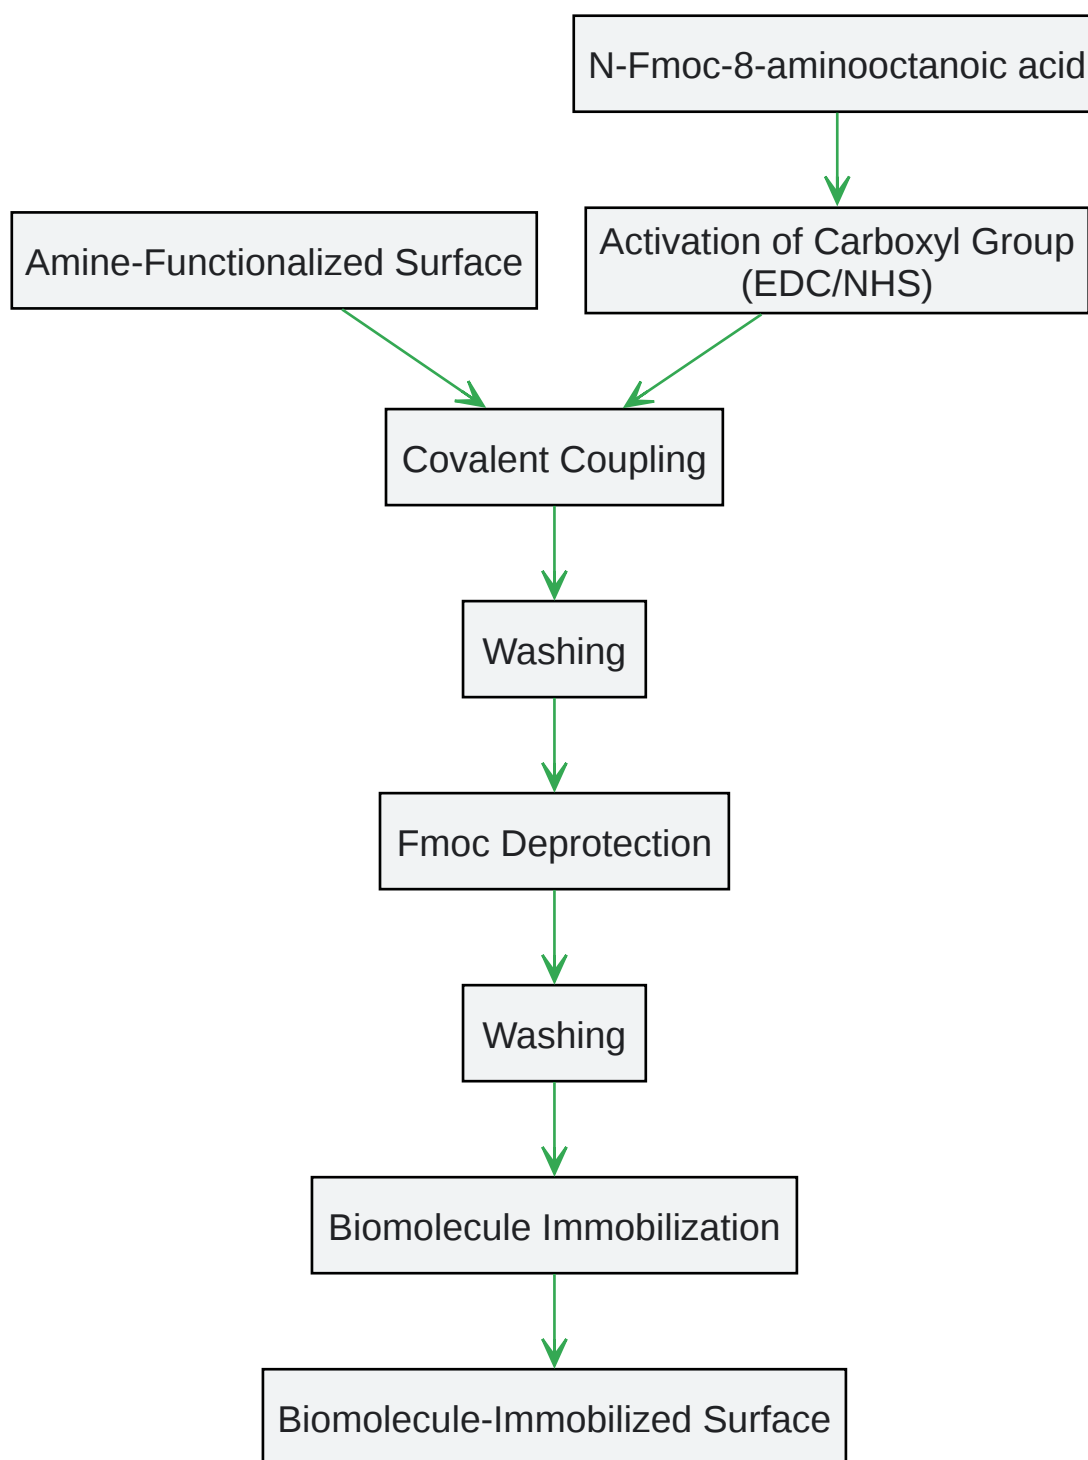 N-Fmoc-8-aminooctanoic acid
Amine-Functionalized Surface
Activation of Carboxyl Group
(EDC/NHS)
Covalent Coupling
Washing
Fmoc Deprotection
Washing
Biomolecule Immobilization
Biomolecule-Immobilized Surface